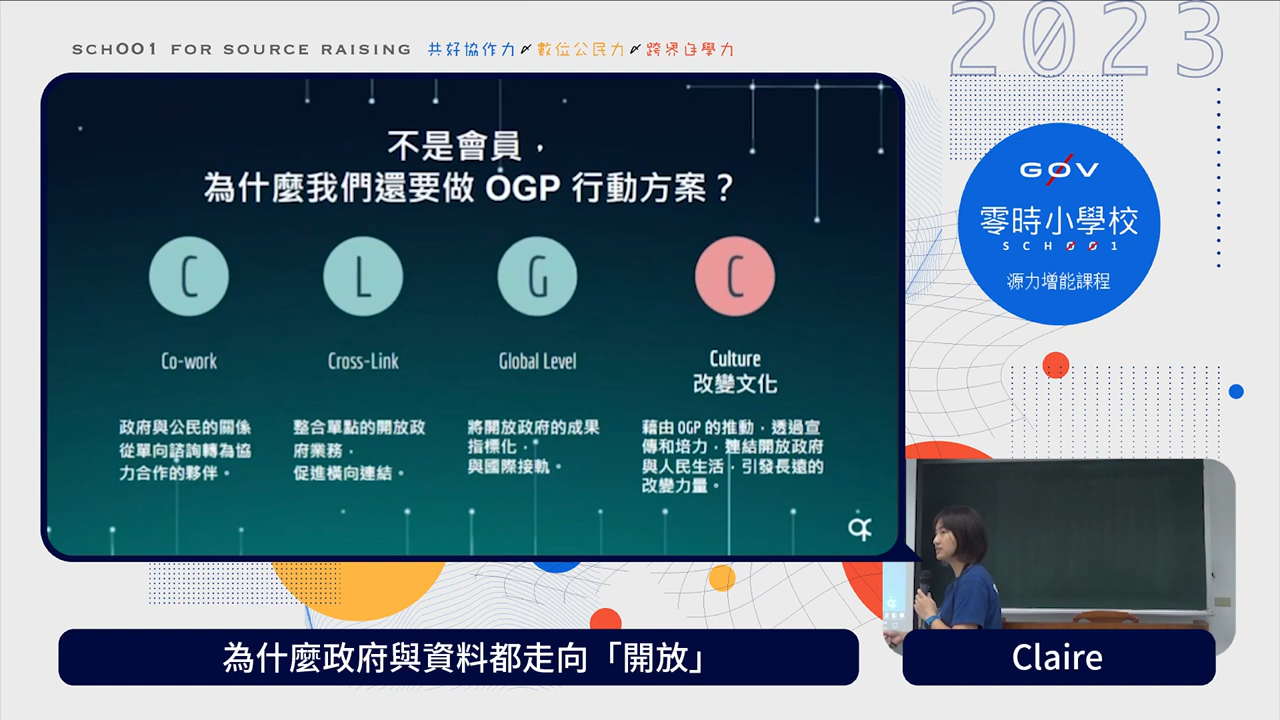 SCH001 FOR SOURCE RAISING 共好協作力 〆 數位公民力 〆 跨界自學力
2023
G0V
零時小學校
SCH001
源力增能課程
不是會員，
為什麼我們還要做 OGP 行動方案？
C
L
G
C
Co-work
Cross-Link
Global Level
Culture
改變文化
政府與公民的關係
從單向諮詢轉為協
力合作的夥伴。
整合單點的開放政
府業務，
促進橫向連結。
將開放政府的成果
指標化，
與國際接軌。
藉由 OGP 的推動，透過宣
傳和培力，連結開放政府
與人民生活，引發長遠的
改變力量。
為什麼政府與資料都走向「開放」
Claire